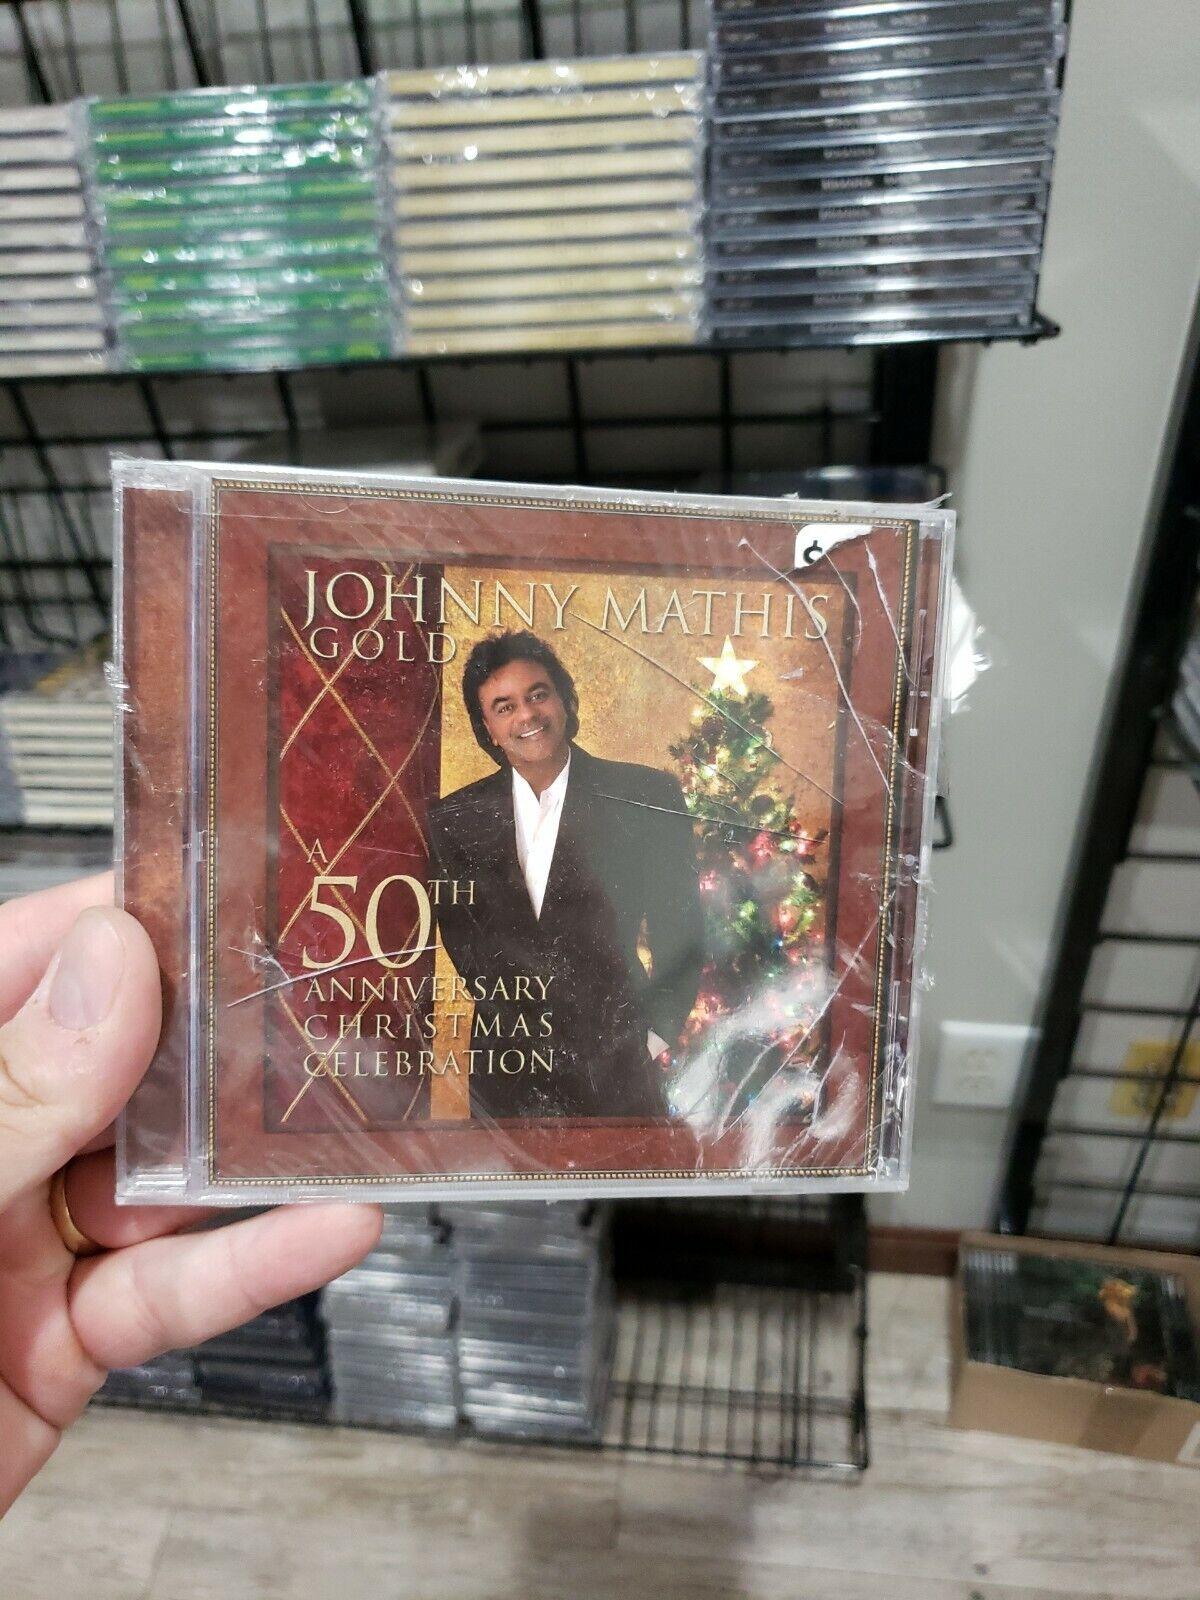 $
JOHNNY MATHIS
GOLD
A
50TH
ANNIVERSARY
CHRISTMAS
CELEBRATION